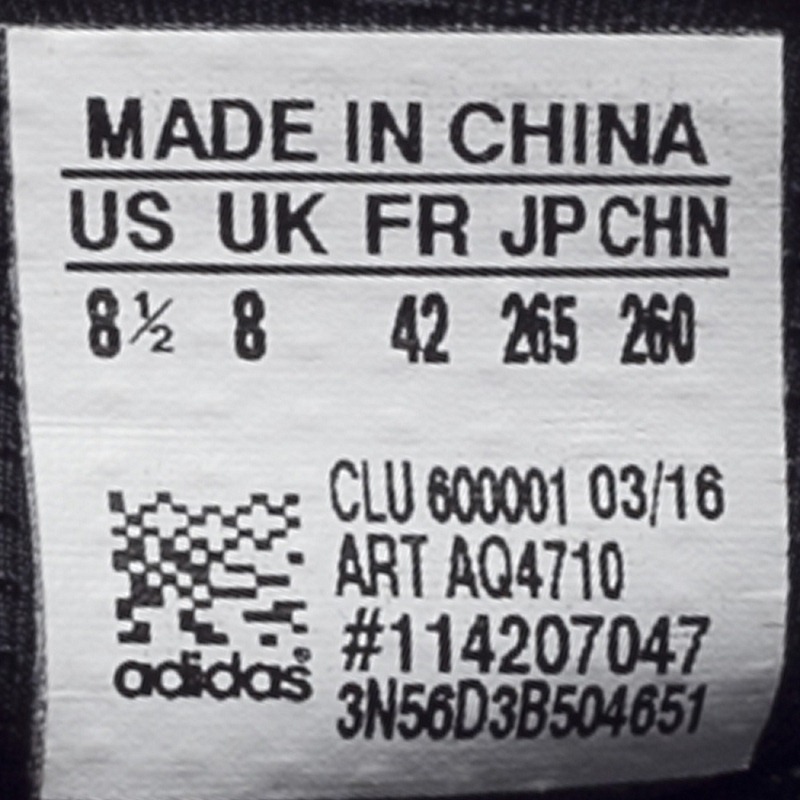 MADE IN CHINA
US UK FR JP CHN
8½ 8 42 265 260
CLU 600001 03/16
ART AQ4710
#114207047
adidas®
3N56D3B504651